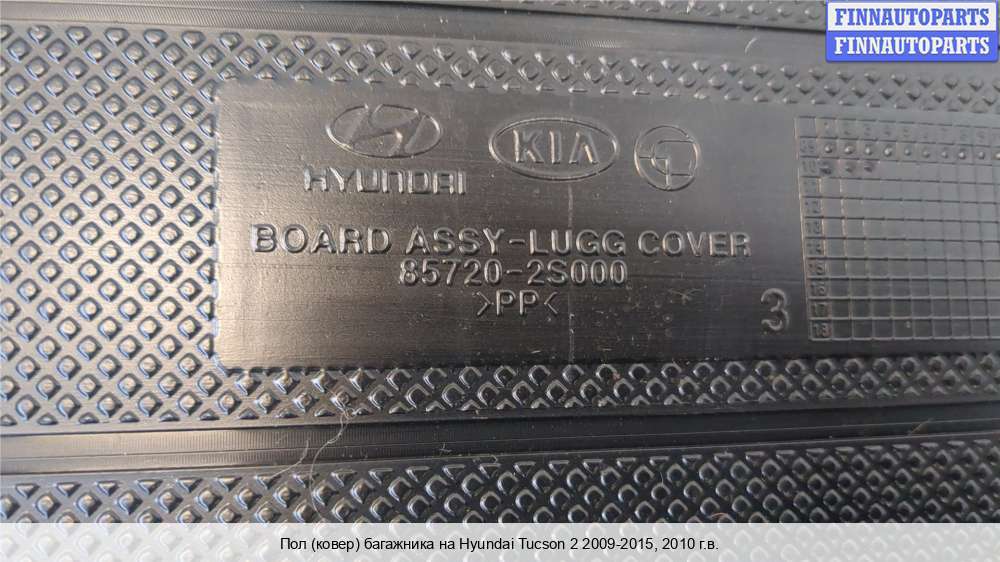 FINNAUTOPARTS
FINNAUTOPARTS
HYUNDAI
KIA
BOARD ASSY-LUGG COVER
85720-2S000
>PP<
3
Пол (ковер) багажника на Hyundai Tucson 2 2009-2015, 2010 г.в.